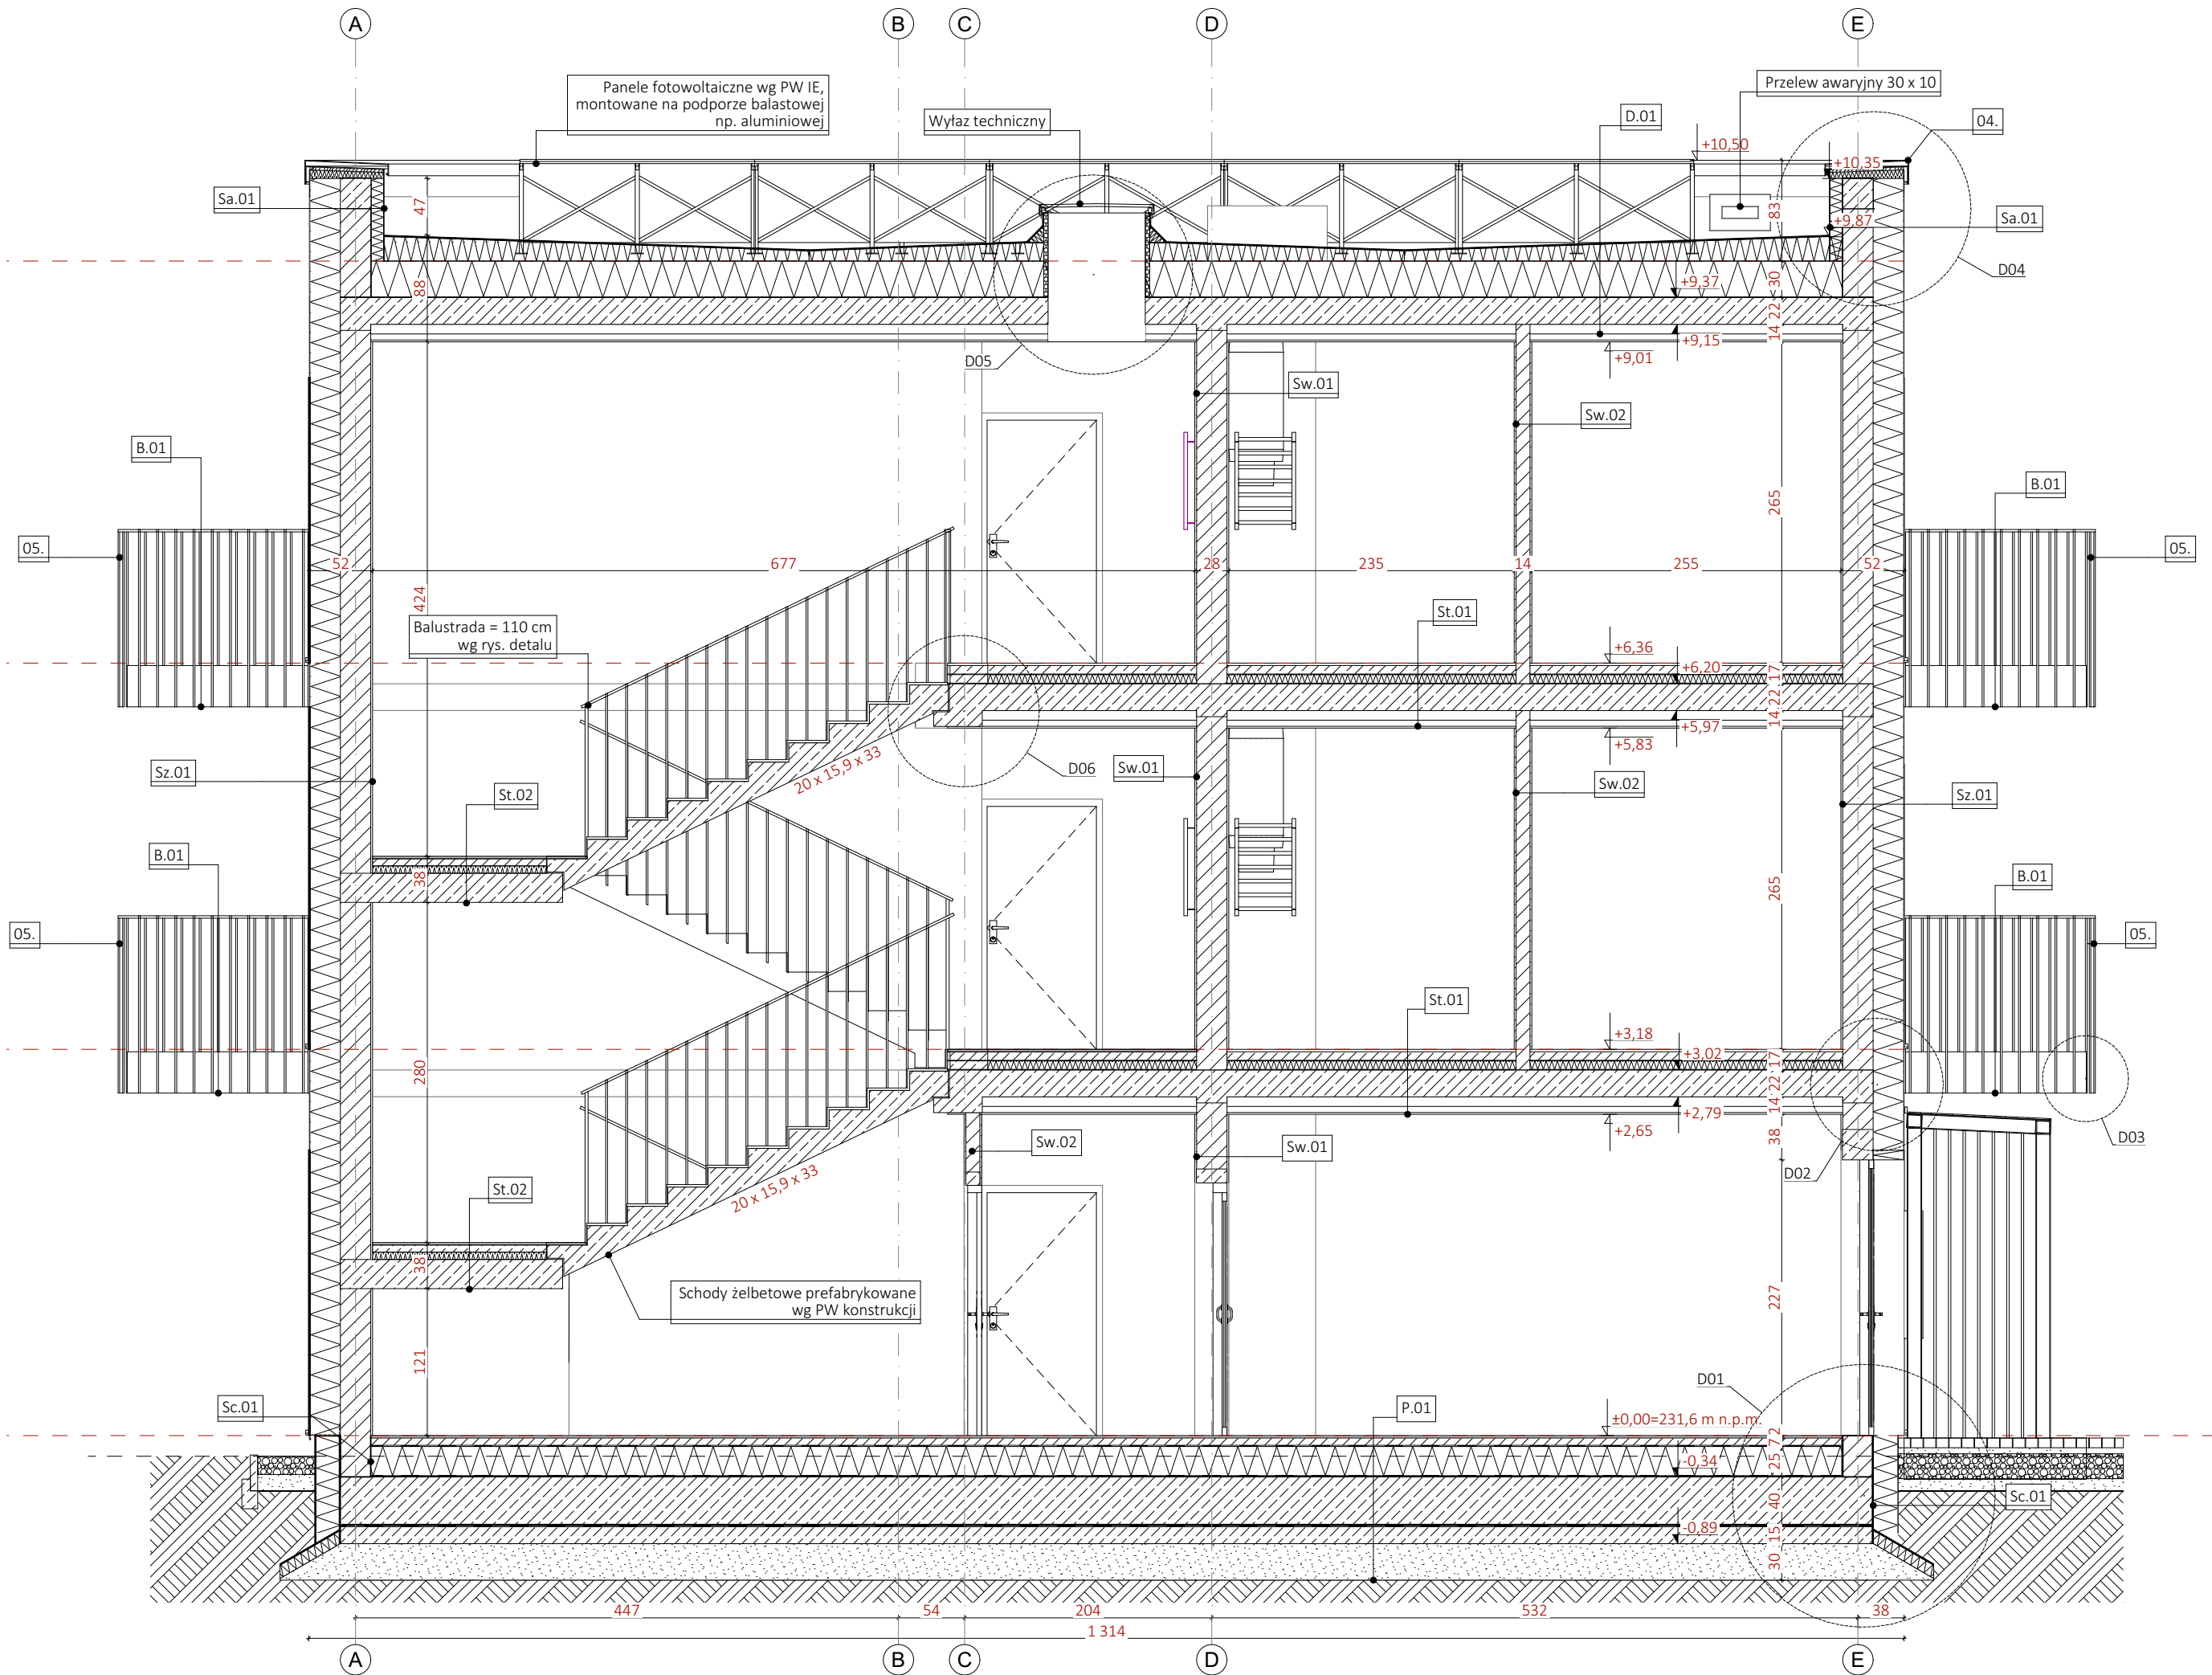 A
B
C
D
E
Panele fotowoltaiczne wg PW IE,
montowane na podporze balastowej
np. aluminiowej
Wyłaz techniczny
Przelew awaryjny 30 x 10
D.01
04.
+10,50
+10,35
Sa.01
47
83
+9,87
Sa.01
D04
88
+9,37
30
22
14
+9,15
+9,01
D05
Sw.01
Sw.02
B.01
B.01
265
05.
05.
52
677
28
235
14
255
52
424
Balustrada = 110 cm
wg rys. detalu
St.01
+6,36
+6,20
17
22
14
+5,97
+5,83
20 x 15,9 x 33
D06
Sw.01
Sw.02
Sz.01
Sz.01
St.02
B.01
B.01
38
265
05.
05.
St.01
+3,18
+3,02
17
280
22
14
+2,79
+2,65
38
D03
Sw.02
Sw.01
D02
20 x 15,9 x 33
St.02
38
Schody żelbetowe prefabrykowane
wg PW konstrukcji
227
121
D01
Sc.01
P.01
±0,00=231,6 m n.p.m.
72
25
-0,34
40
Sc.01
-0,89
15
30
447
54
204
532
38
1 314
A
B
C
D
E